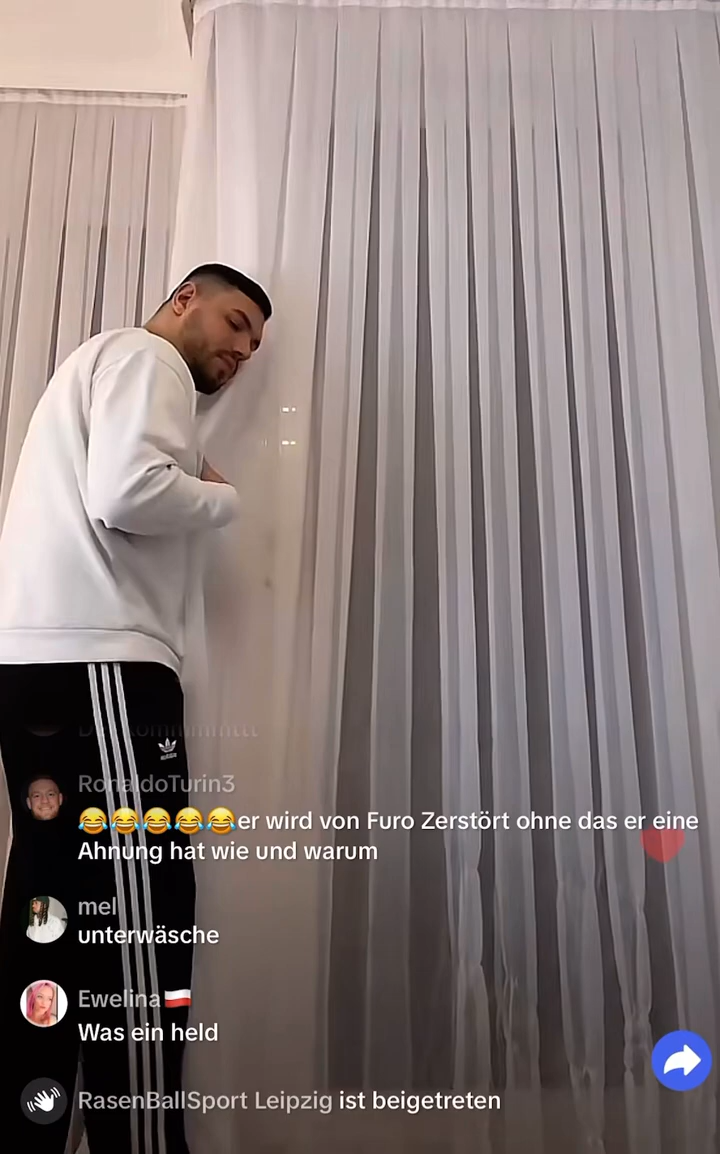 RonaldoTurin3
😂😂😂😂😂er wird von Furo Zerstört ohne das er eine
Ahnung hat wie und warum
mel
unterwäsche
Ewelina🇵🇱
Was ein held
RasenBallSport Leipzig ist beigetreten